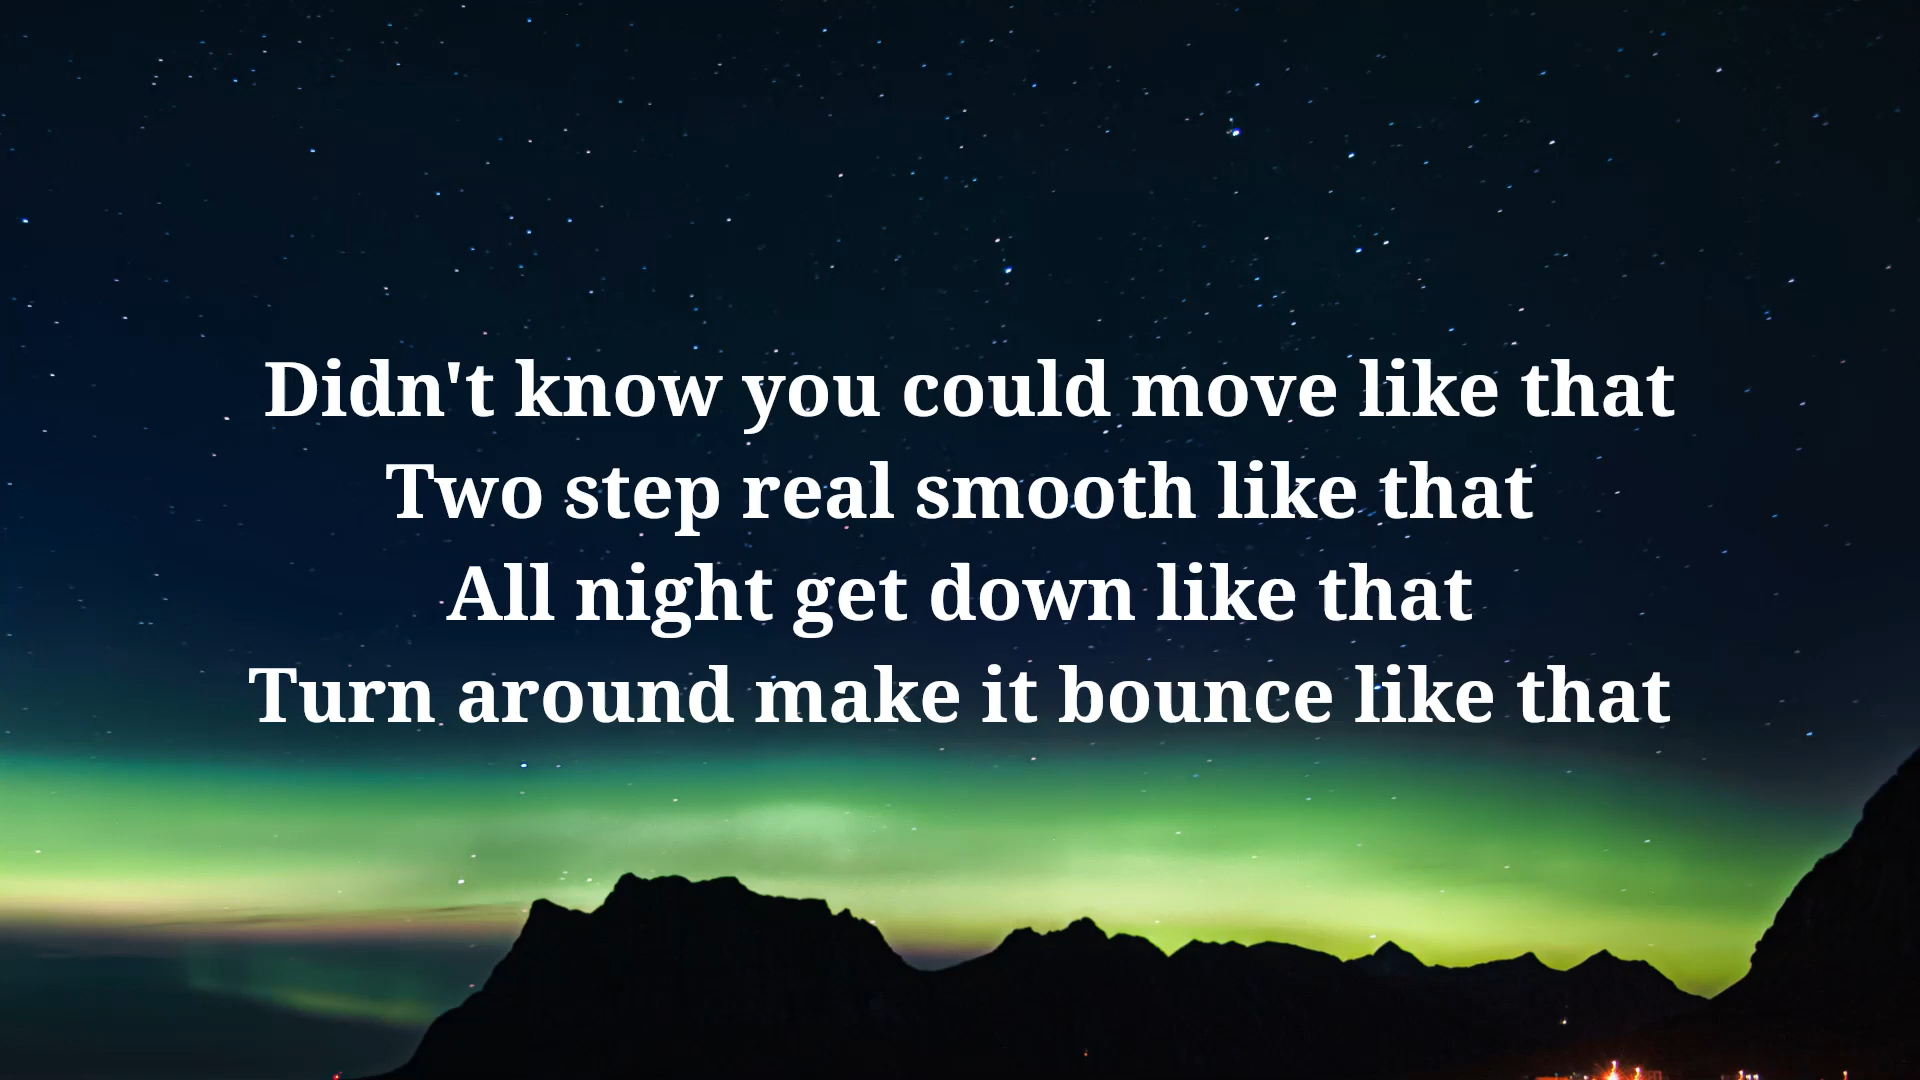 Didn't know you could move like that
Two step real smooth like that
All night get down like that
Turn around make it bounce like that